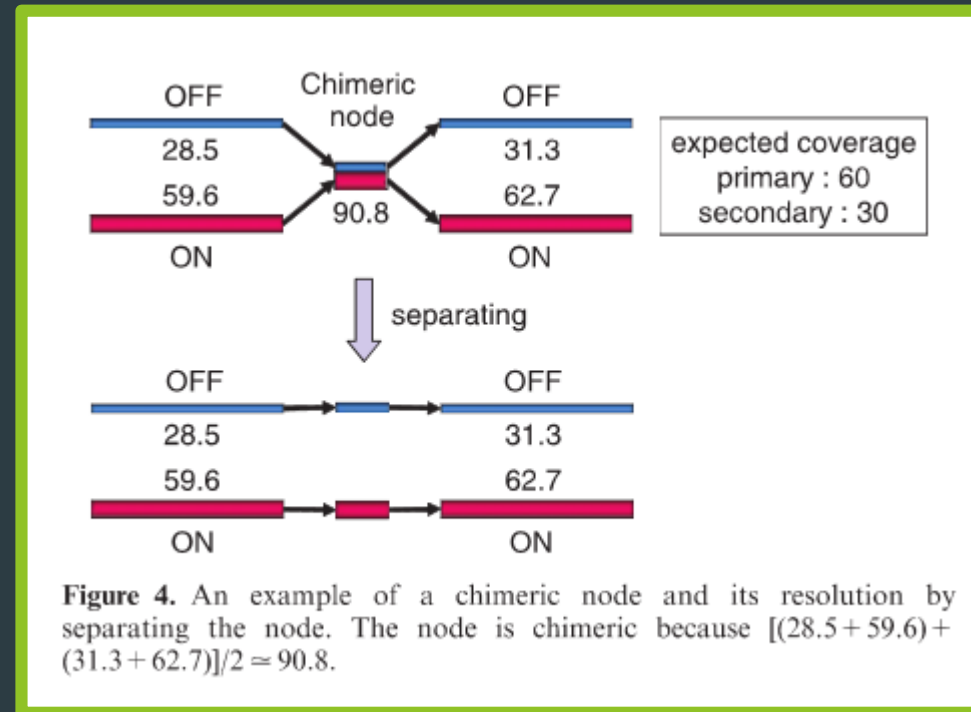 OFF
Chimeric
node
OFF
28.5
31.3
59.6
90.8
62.7
ON
ON
expected coverage
primary : 60
secondary : 30
separating
OFF
OFF
28.5
31.3
59.6
62.7
ON
ON
Figure 4. An example of a chimeric node and its resolution by
separating the node. The node is chimeric because [(28.5 + 59.6) +
(31.3 + 62.7)]/2 ≃ 90.8.